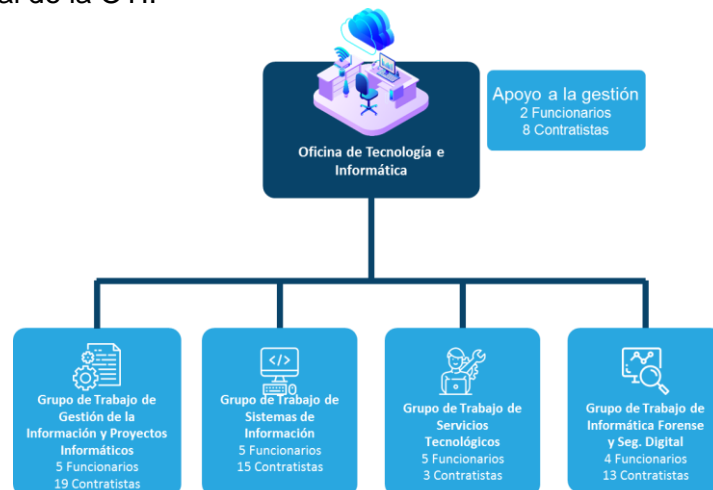 de la OTI.
Apoyo a la gestión
2 Funcionarios
8 Contratistas
Oficina de Tecnología e
Informática
Grupo de Trabajo de
Gestión de la
Información y Proyectos
Informáticos
5 Funcionarios
19 Contratistas
</>
Grupo de Trabajo de
Sistemas de
Información
5 Funcionarios
15 Contratistas
Grupo de Trabajo de
Servicios
Tecnológicos
5 Funcionarios
3 Contratistas
Grupo de Trabajo de
Informática Forense
y Seg. Digital
4 Funcionarios
13 Contratistas